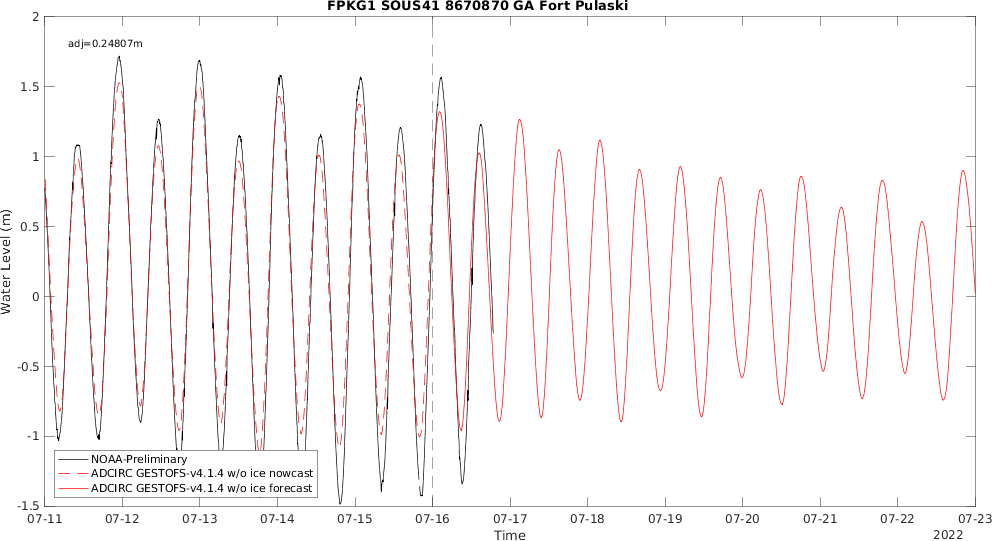 FPKG1 SOUS41 8670870 GA Fort Pulaski
adj=0.24807m
2
1.5
1
0.5
0
-0.5
-1
-1.5
Water Level (m)
NOAA-Preliminary
ADCIRC GESTOFS-v4.1.4 w/o ice nowcast
ADCIRC GESTOFS-v4.1.4 w/o ice forecast
07-11 07-12 07-13 07-14 07-15 07-16 07-17 07-18 07-19 07-20 07-21 07-22 07-23
Time
2022